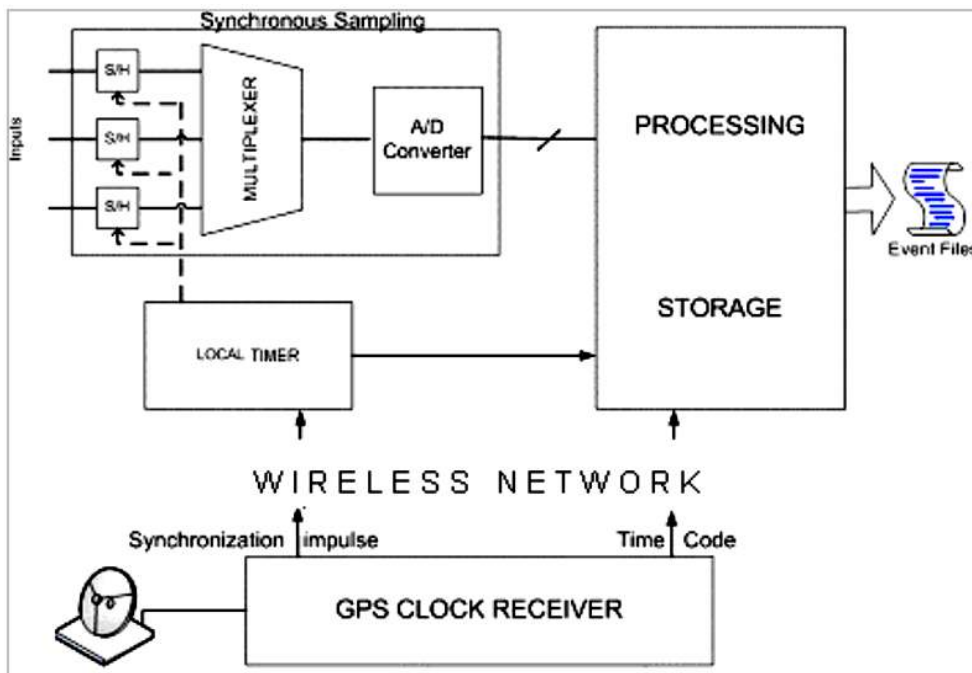 Synchronous Sampling
Inputs
S/H
S/H
S/H
MULTIPLEXER
A/D
Converter
PROCESSING
STORAGE
Event Files
LOCAL TIMER
WIRELESS NETWORK
Synchronization impulse
Time Code
GPS CLOCK RECEIVER